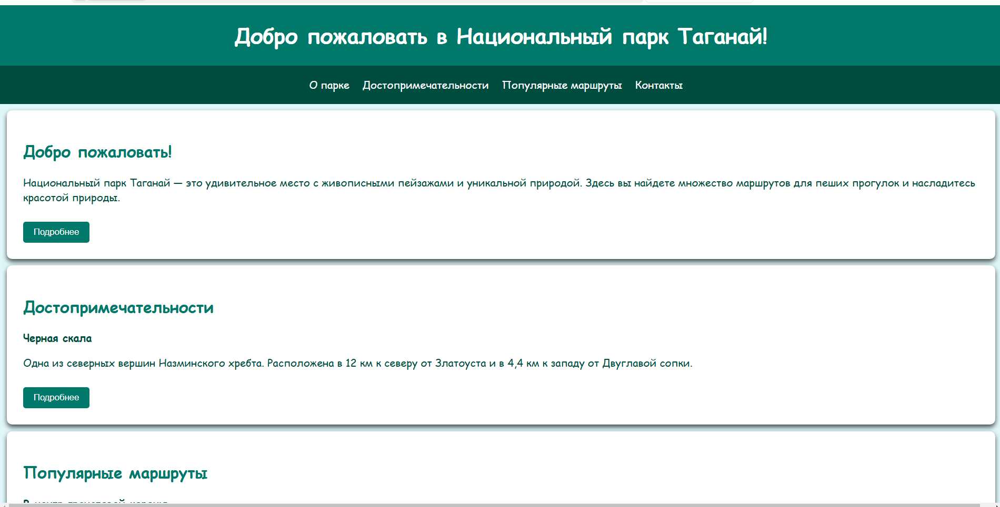 Добро пожаловать в Национальный парк Таганай!
О парке Достопримечательности Популярные маршруты Контакты
Добро пожаловать!
Национальный парк Таганай — это удивительное место с живописными пейзажами и уникальной природой. Здесь вы найдете множество маршрутов для пеших прогулок и насладитесь
красотой природы.
Подробнее
Достопримечательности
Черная скала
Одна из северных вершин Назминского хребта. Расположена в 12 км к северу от Златоуста и в 4,4 км к западу от Двуглавой сопки.
Подробнее
Популярные маршруты